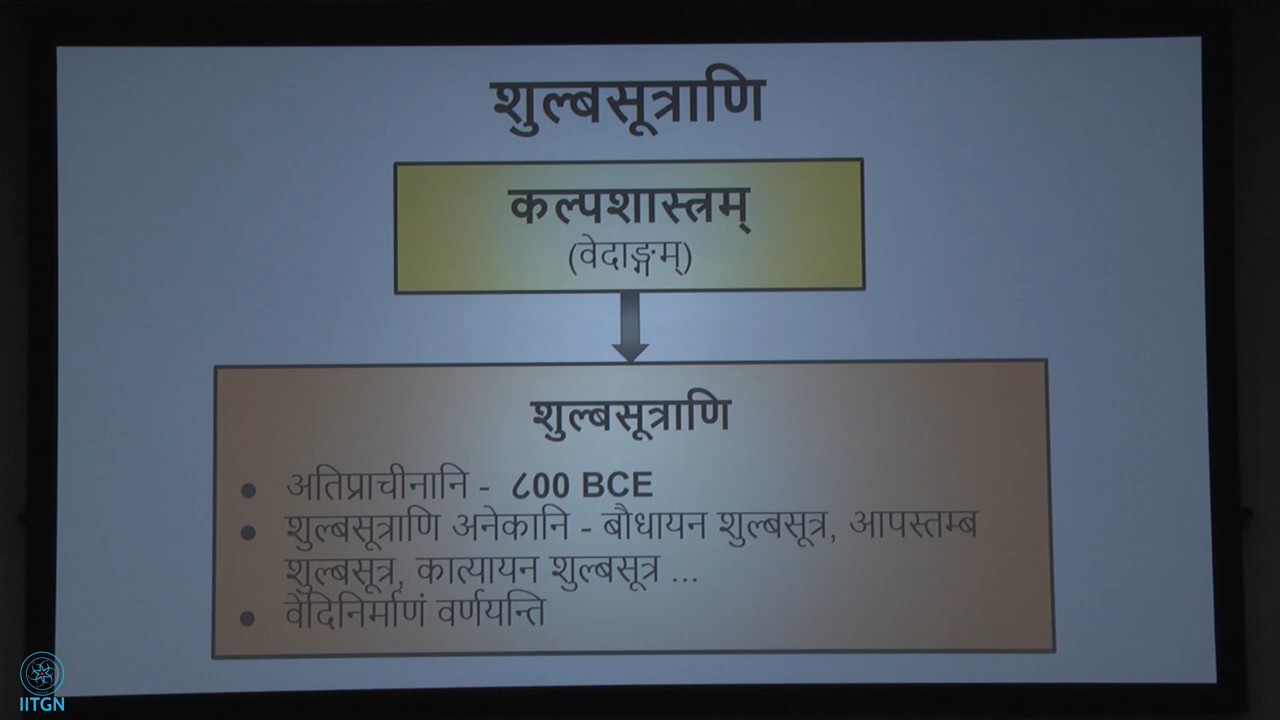 शुल्बसूत्राणि
कल्पशास्त्रम्
(वेदाङ्गम्)
शुल्बसूत्राणि
● अतिप्राचीनानि - ८00 BCE
● शुल्बसूत्राणि अनेकानि - बौधायन शुल्बसूत्र, आपस्तम्ब
शुल्बसूत्र, कात्यायन शुल्बसूत्र ...
● वेदिनिर्माणं वर्णयन्ति
IITGN